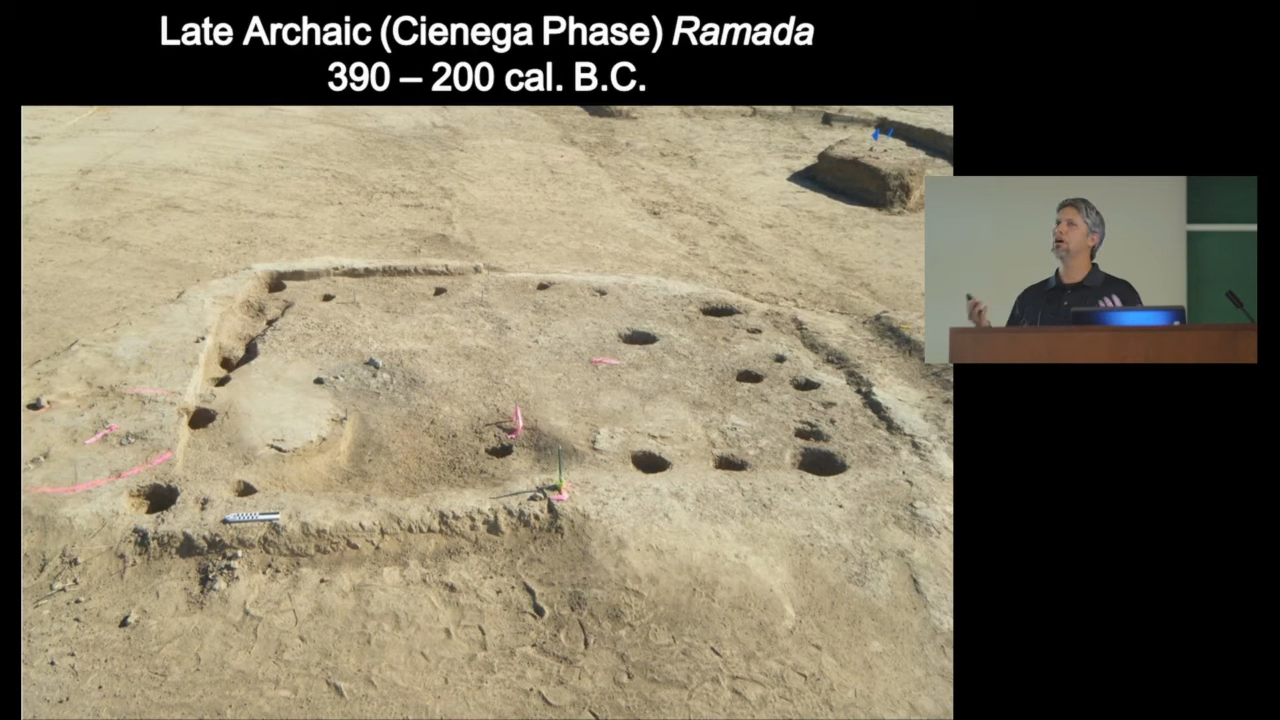 Late Archaic (Cienega Phase) Ramada
390 – 200 cal. B.C.